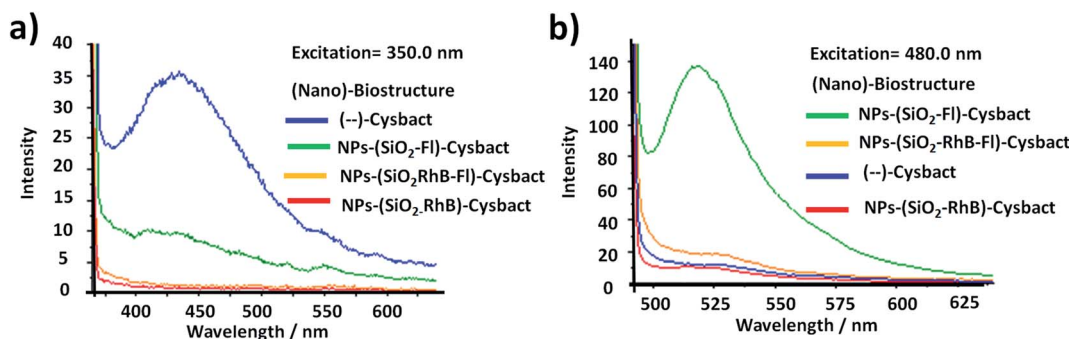 a)
Excitation= 350.0 nm
(Nano)-Biostructure
(--)-Cysbact
NPs-(SiO₂-Fl)-Cysbact
NPs-(SiO₂RhB-Fl)-Cysbact
NPs-(SiO₂-RhB)-Cysbact
Intensity
40
35
30
25
20
15
10
5
0
400 450 500 550 600
Wavelength / nm
b)
Excitation= 480.0 nm
(Nano)-Biostructure
NPs-(SiO₂-Fl)-Cysbact
NPs-(SiO₂-RhB-Fl)-Cysbact
(--)-Cysbact
NPs-(SiO₂-RhB)-Cysbact
Intensity
140
120
100
80
60
40
20
0
500 525 550 575 600 625
Wavelength / nm